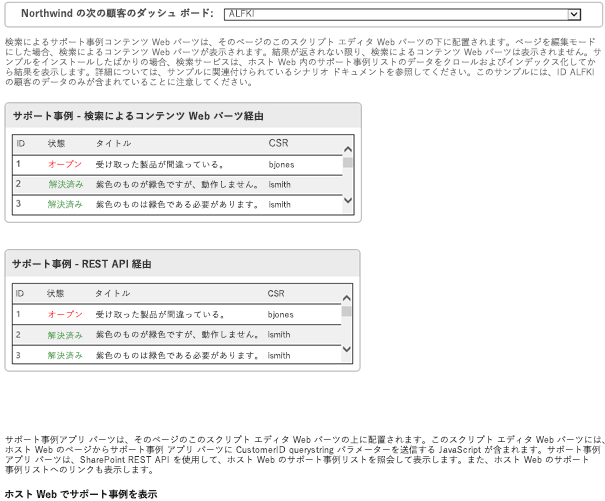 Northwind の次の顧客のダッシュ ボード: ALFKI
検索によるサポート事例コンテンツ Web パーツは、そのページのこのスクリプト エディタ Web パーツの下に配置されます。ページを編集モード
にした場合、検索によるコンテンツ Web パーツが表示されます。結果が返されない限り、検索によるコンテンツ Web パーツは表示されません。サ
ンプルをインストールしたばかりの場合、検索サービスは、ホスト Web 内のサポート事例リストのデータをクロールおよびインデックス化してか
ら結果を表示します。詳細については、サンプルに関連付けられているシナリオ ドキュメントを参照してください。このサンプルには、ID ALFKI
の顧客のデータのみが含まれていることに注意してください。
サポート事例 - 検索によるコンテンツ Web パーツ経由
ID 状態 タイトル CSR
1 オープン 受け取った製品が間違っている。 bjones
2 解決済み 紫色のものが緑色ですが、動作しません。 ismith
3 解決済み 紫色のものは緑色である必要があります。 ismith
サポート事例 - REST API 経由
ID 状態 タイトル CSR
1 オープン 受け取った製品が間違っている。 bjones
2 解決済み 紫色のものが緑色ですが、動作しません。 ismith
3 解決済み 紫色のものは緑色である必要があります。 ismith
サポート事例アプリ パーツは、そのページのこのスクリプト エディタ Web パーツの上に配置されます。このスクリプト エディタ Web パーツには、
ホスト Web のページからサポート事例 アプリ パーツに CustomerID querystring パラメーターを送信する JavaScript が含まれます。サポート事例
アプリ パーツは、SharePoint REST API を使用して、ホスト Web のサポート事例リストを照会して表示します。また、ホスト Web のサポート
事例リストへのリンクも表示します。
ホスト Web でサポート事例を表示